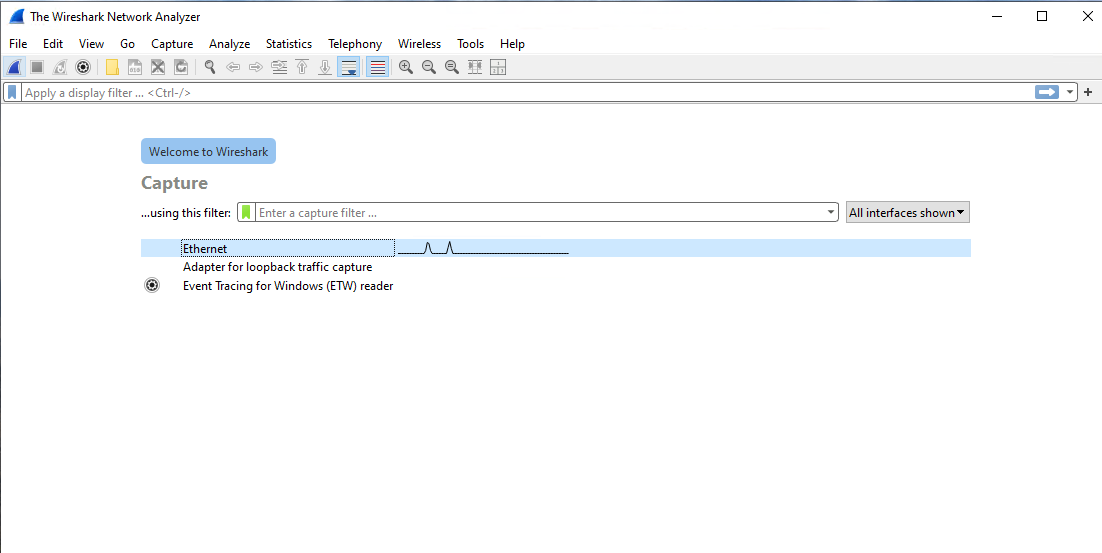 The Wireshark Network Analyzer
File Edit View Go Capture Analyze Statistics Telephony Wireless Tools Help
Apply a display filter ... <Ctrl-/>
Welcome to Wireshark
Capture
...using this filter: Enter a capture filter ... All interfaces shown
Ethernet
Adapter for loopback traffic capture
Event Tracing for Windows (ETW) reader